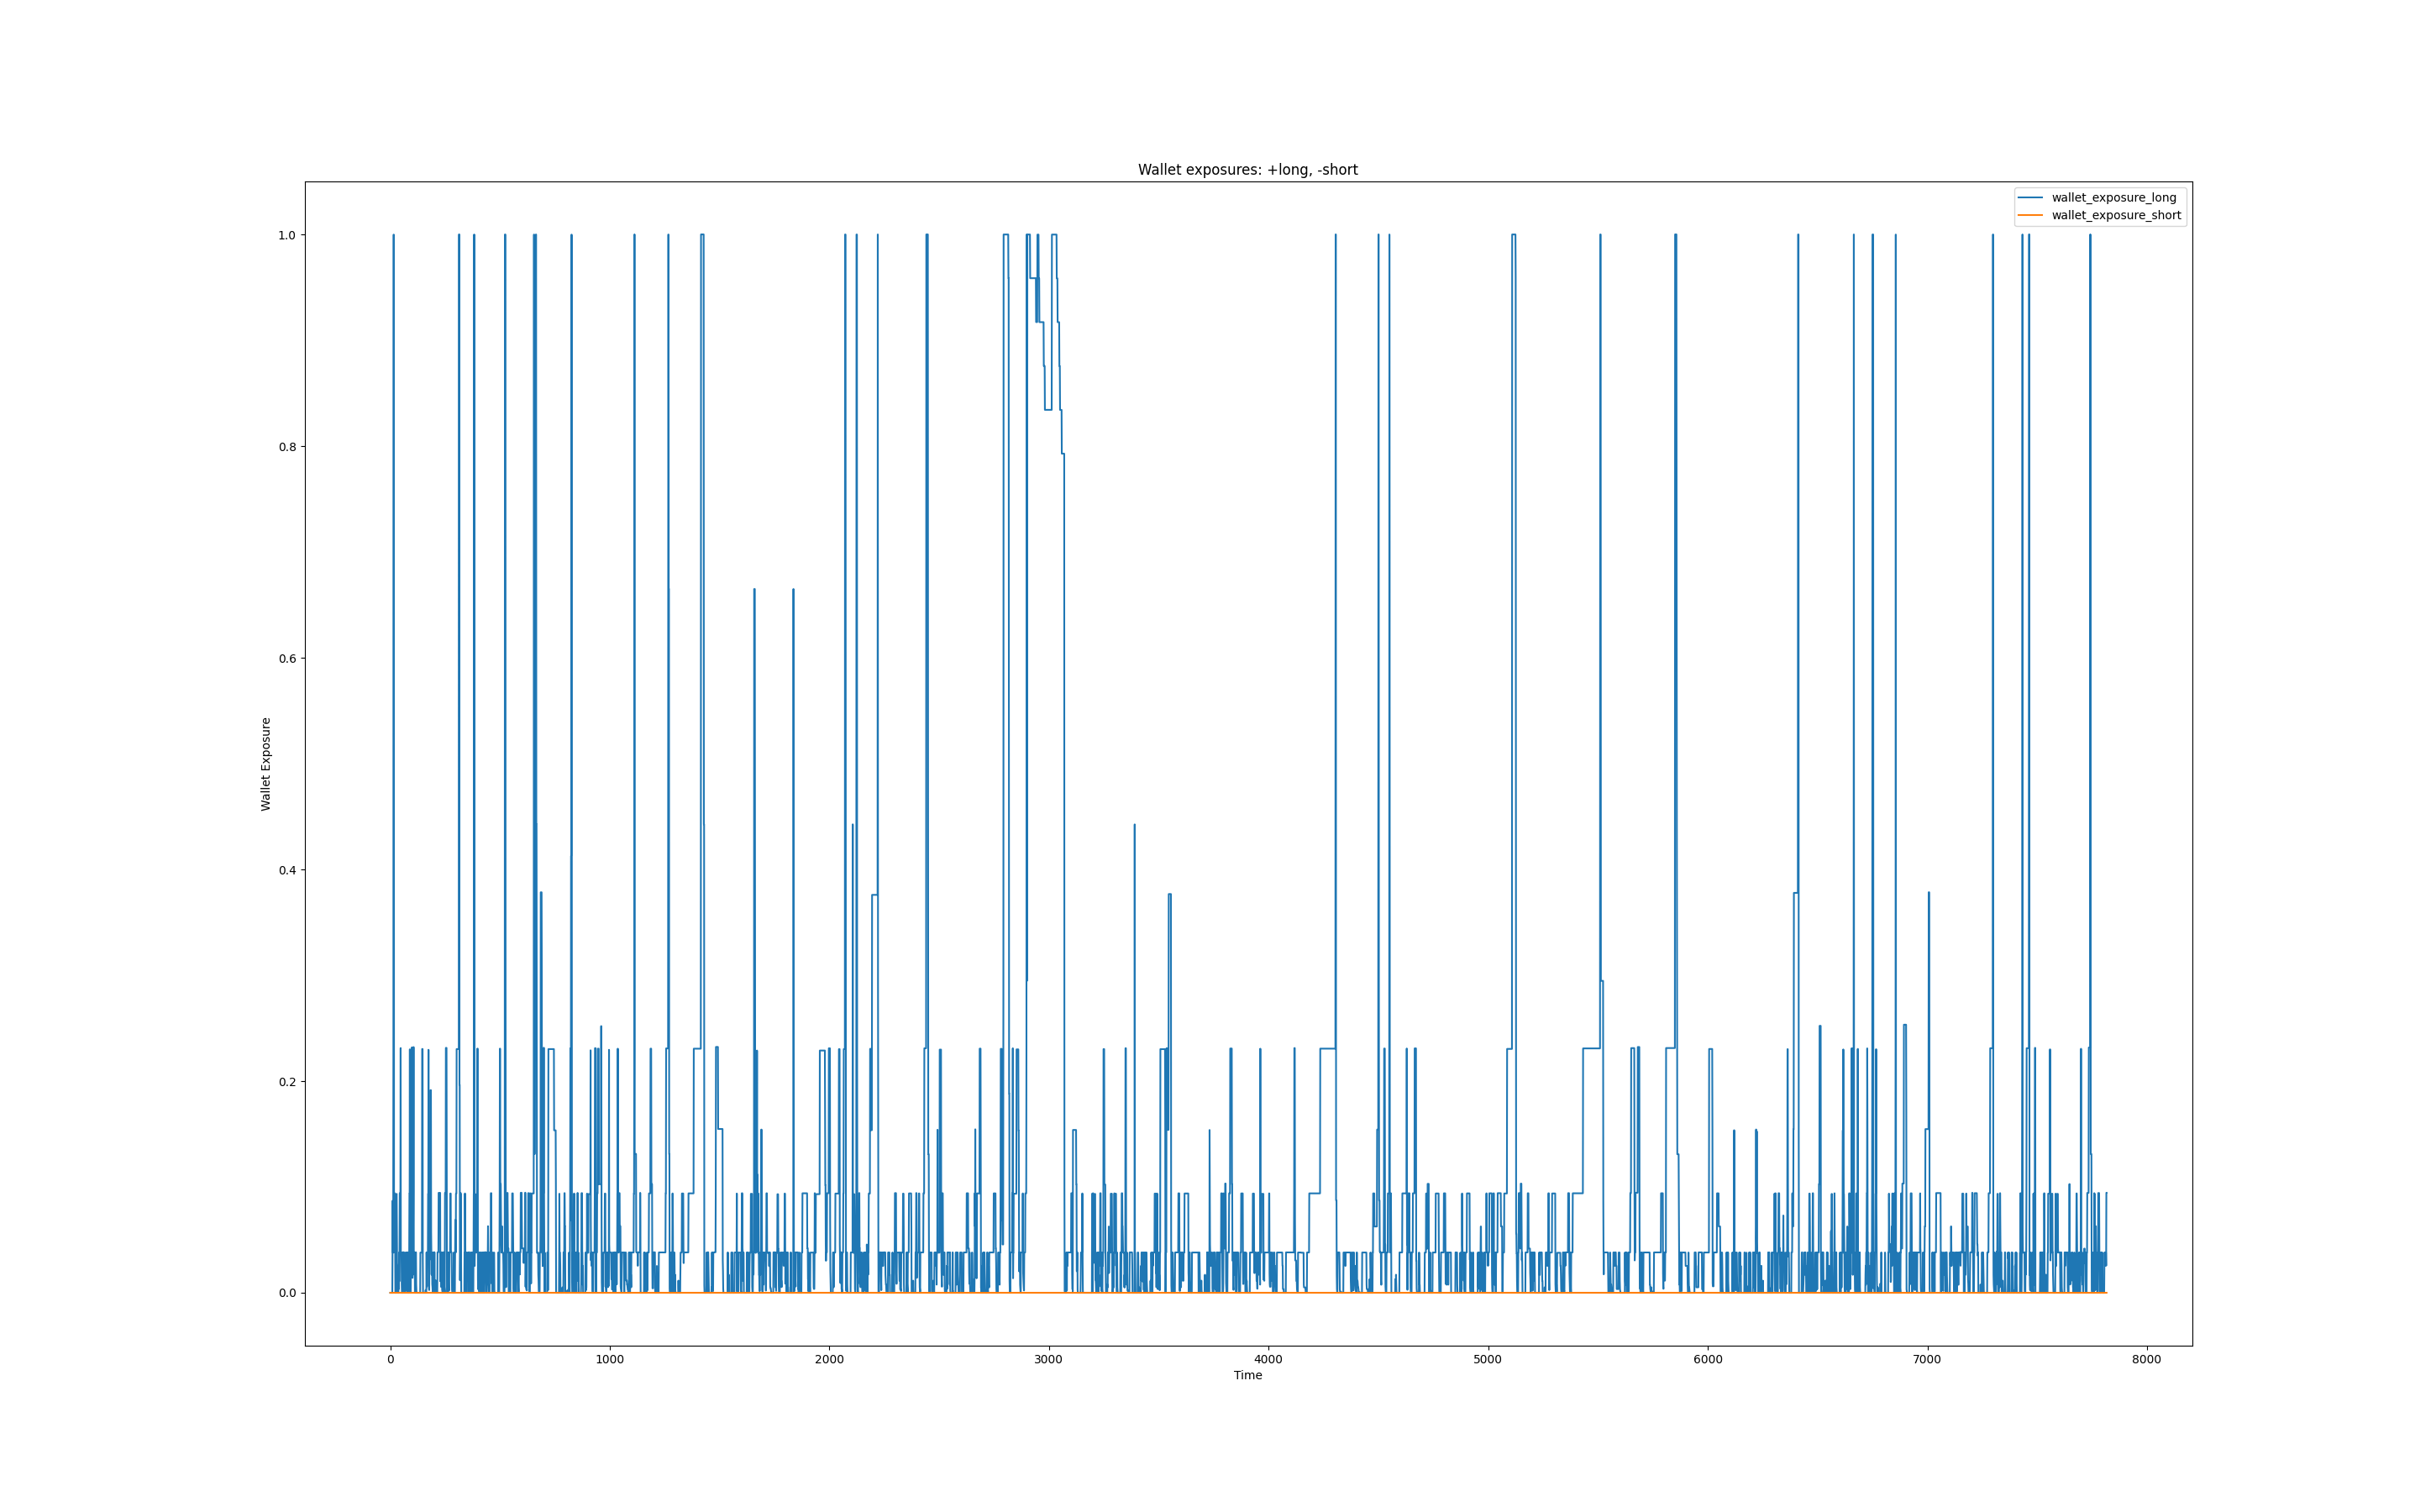 Wallet exposures: +long, -short
wallet_exposure_long
wallet_exposure_short
1.0
0.8
0.6
0.4
0.2
0.0
Wallet Exposure
0 1000 2000 3000 4000 5000 6000 7000 8000
Time